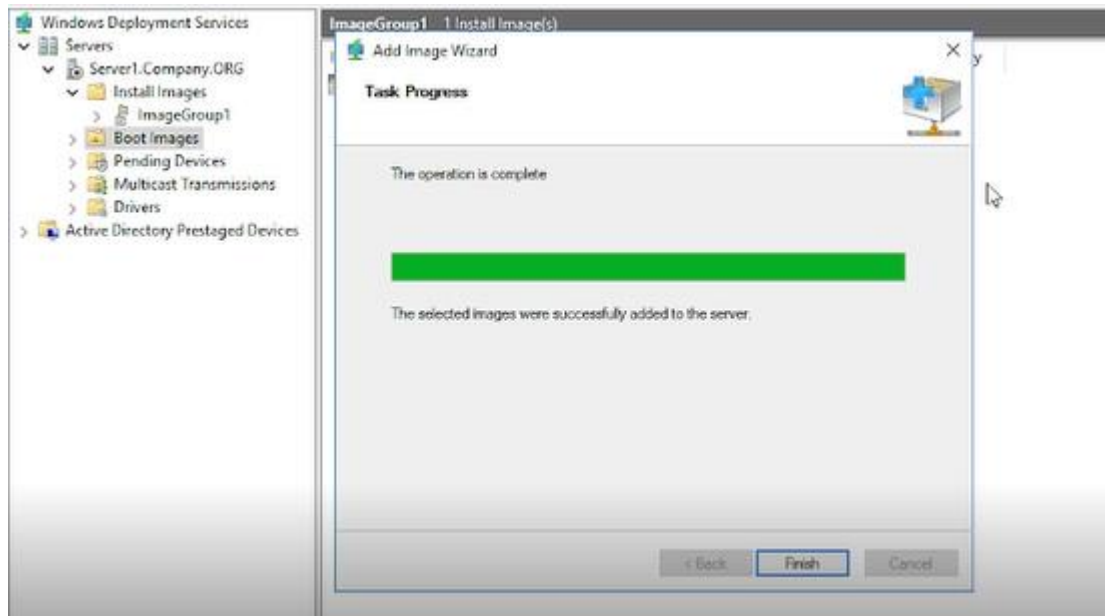 Windows Deployment Services
Servers
Server1.Company.ORG
Install Images
ImageGroup1
Boot Images
Pending Devices
Multicast Transmissions
Drivers
Active Directory Prestaged Devices
ImageGroup1 1 Install Image(s)
Add Image Wizard
y
Task Progress
The operation is complete
The selected images were successfully added to the server.
< Back Finish Cancel